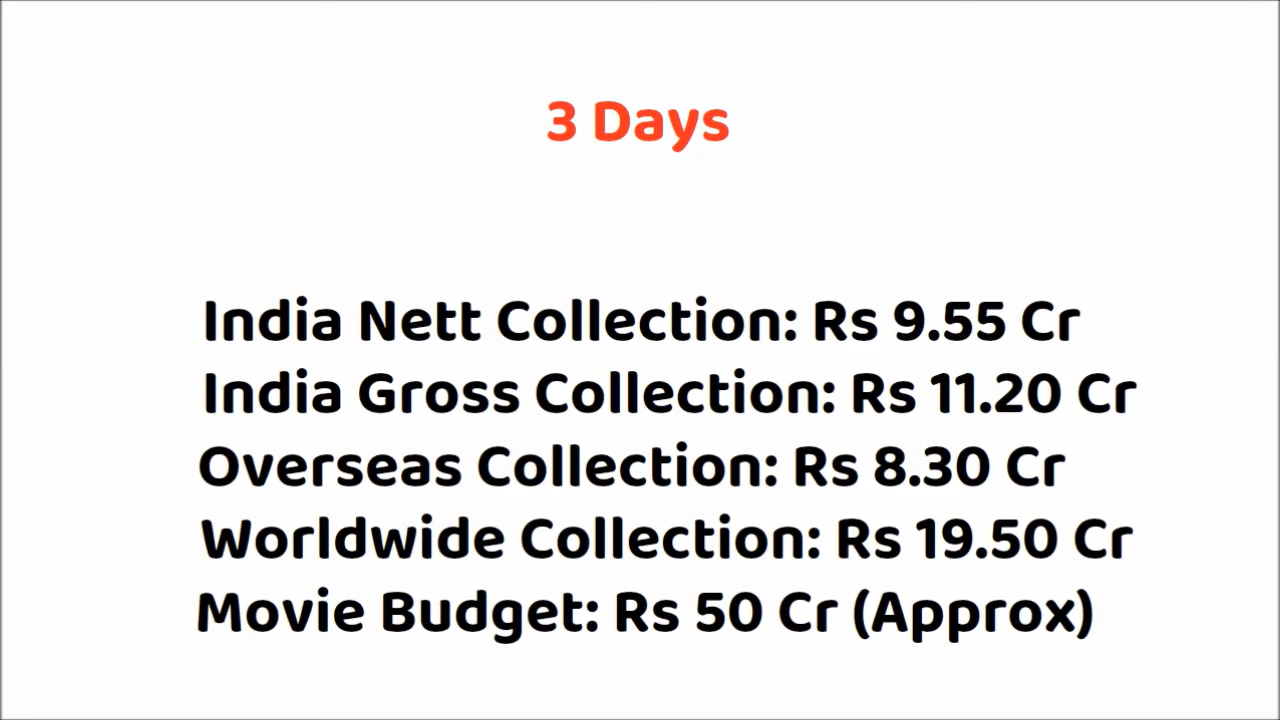 3 Days
India Nett Collection: Rs 9.55 Cr
India Gross Collection: Rs 11.20 Cr
Overseas Collection: Rs 8.30 Cr
Worldwide Collection: Rs 19.50 Cr
Movie Budget: Rs 50 Cr (Approx)